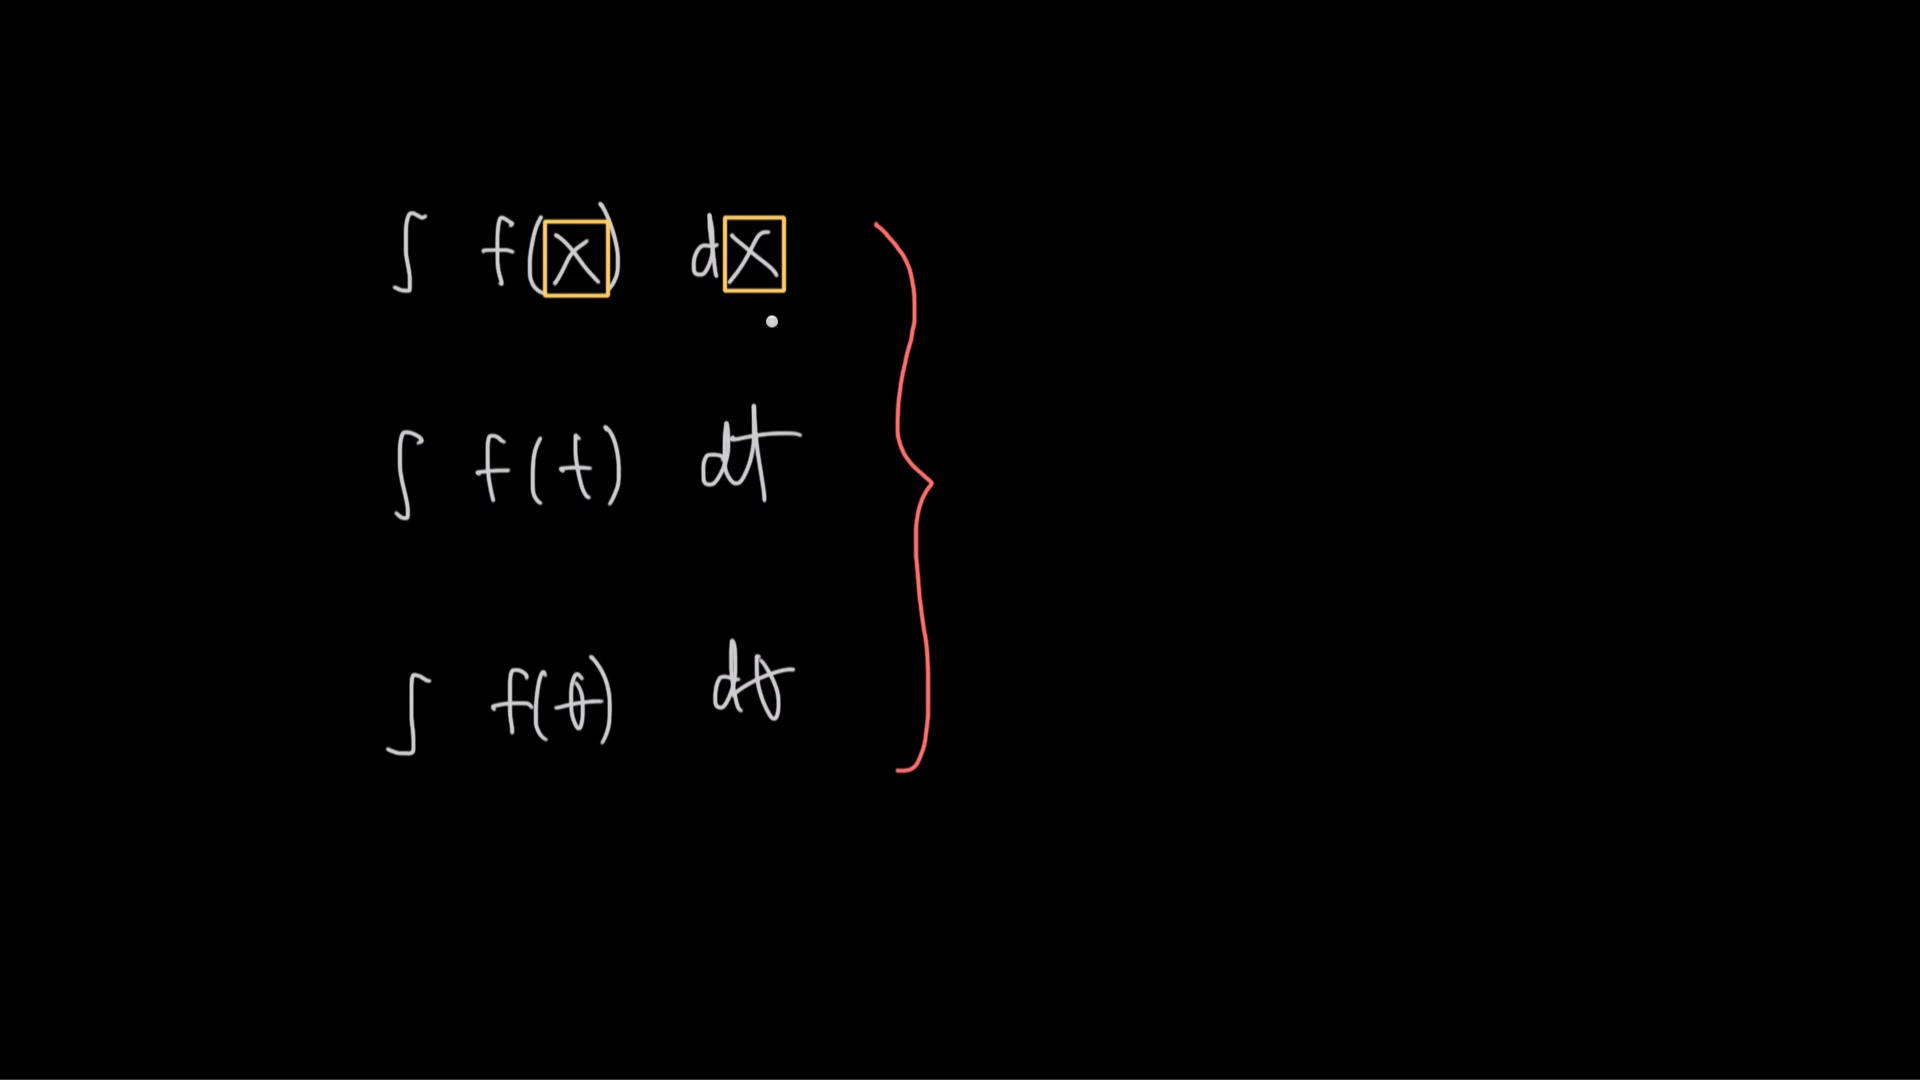 ∫ f(x) dx
∫ f(t) dt
∫ f(θ) dθ